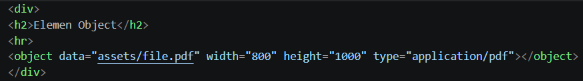 <div>
<h2>Elemen Object</h2>
<hr>
<object data="assets/file.pdf" width="800" height="1000" type="application/pdf"></object>
</div>